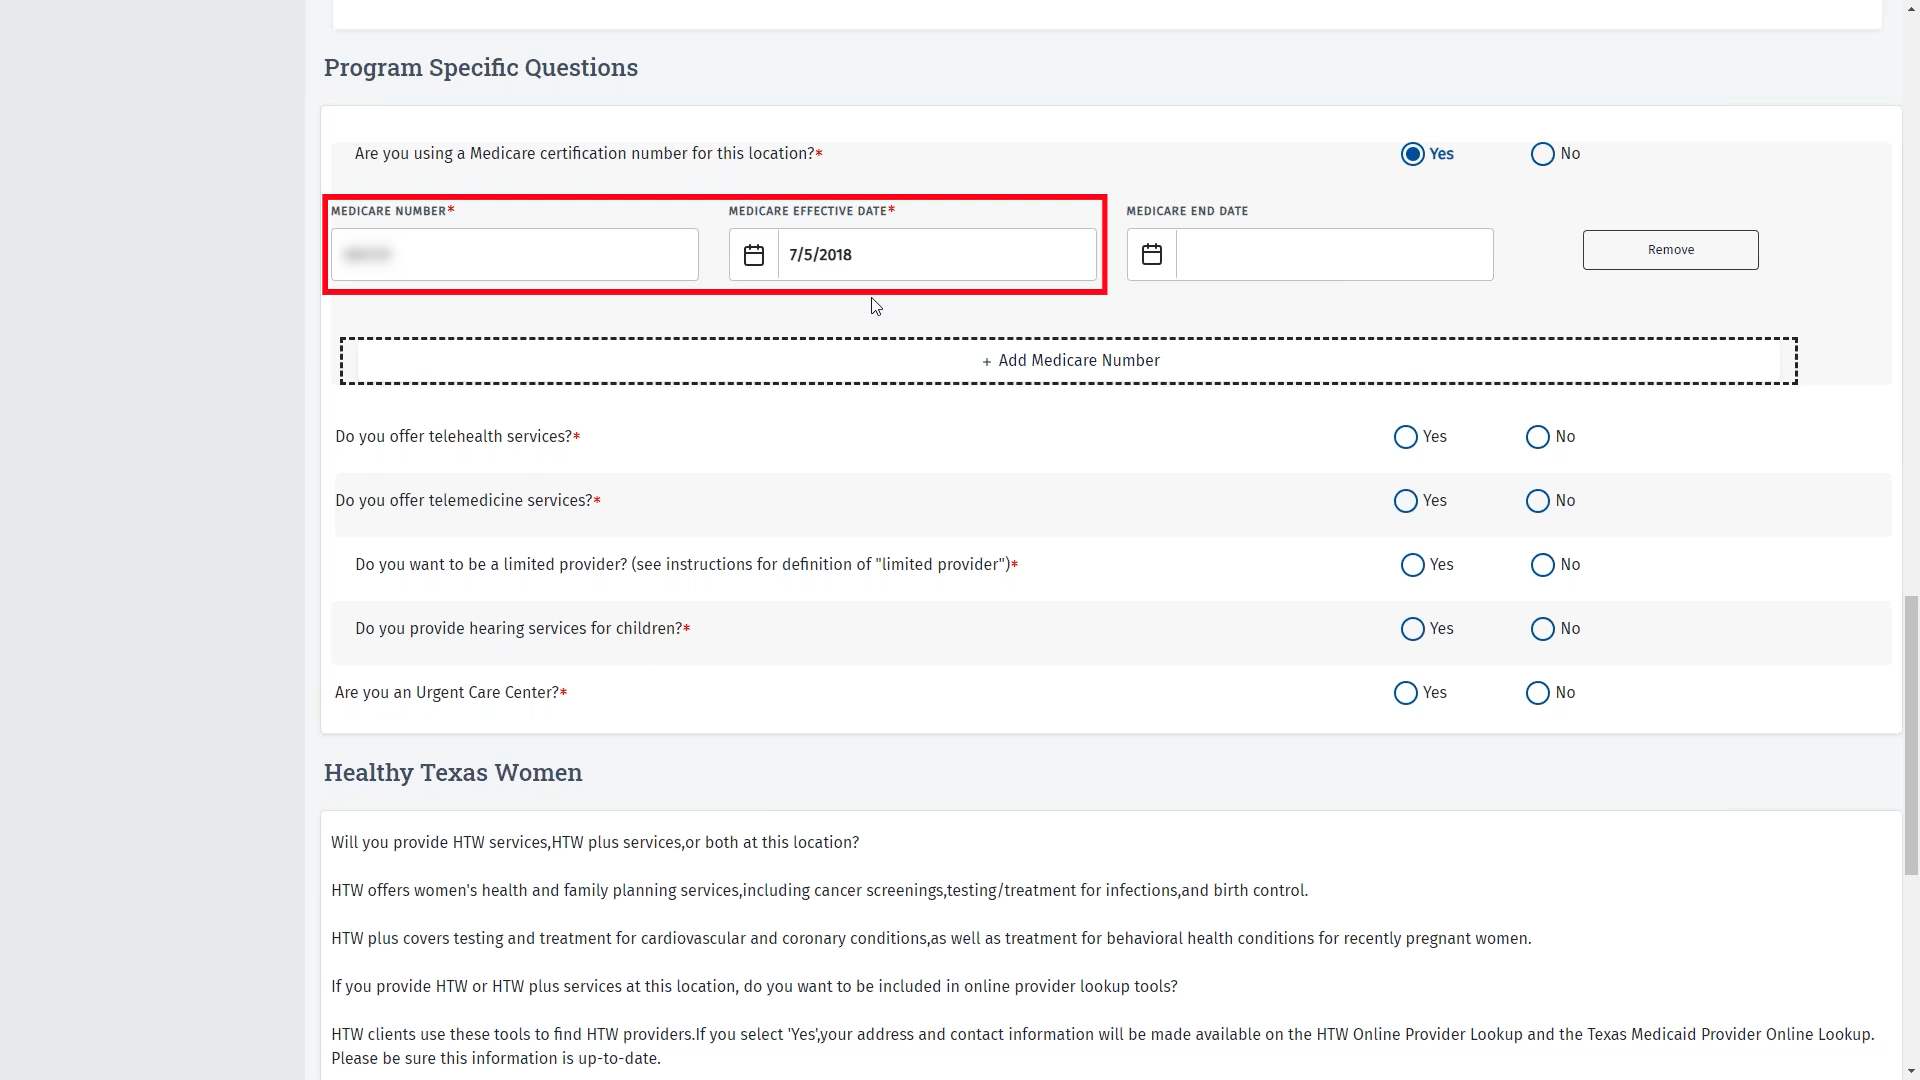 Program Specific Questions
Are you using a Medicare certification number for this location?* Yes No
MEDICARE NUMBER* MEDICARE EFFECTIVE DATE* MEDICARE END DATE
7/5/2018 Remove
+ Add Medicare Number
Do you offer telehealth services?* Yes No
Do you offer telemedicine services?* Yes No
Do you want to be a limited provider? (see instructions for definition of "limited provider")* Yes No
Do you provide hearing services for children?* Yes No
Are you an Urgent Care Center?* Yes No
Healthy Texas Women
Will you provide HTW services,HTW plus services,or both at this location?
HTW offers women's health and family planning services,including cancer screenings,testing/treatment for infections,and birth control.
HTW plus covers testing and treatment for cardiovascular and coronary conditions,as well as treatment for behavioral health conditions for recently pregnant women.
If you provide HTW or HTW plus services at this location, do you want to be included in online provider lookup tools?
HTW clients use these tools to find HTW providers.If you select 'Yes',your address and contact information will be made available on the HTW Online Provider Lookup and the Texas Medicaid Provider Online Lookup.
Please be sure this information is up-to-date.